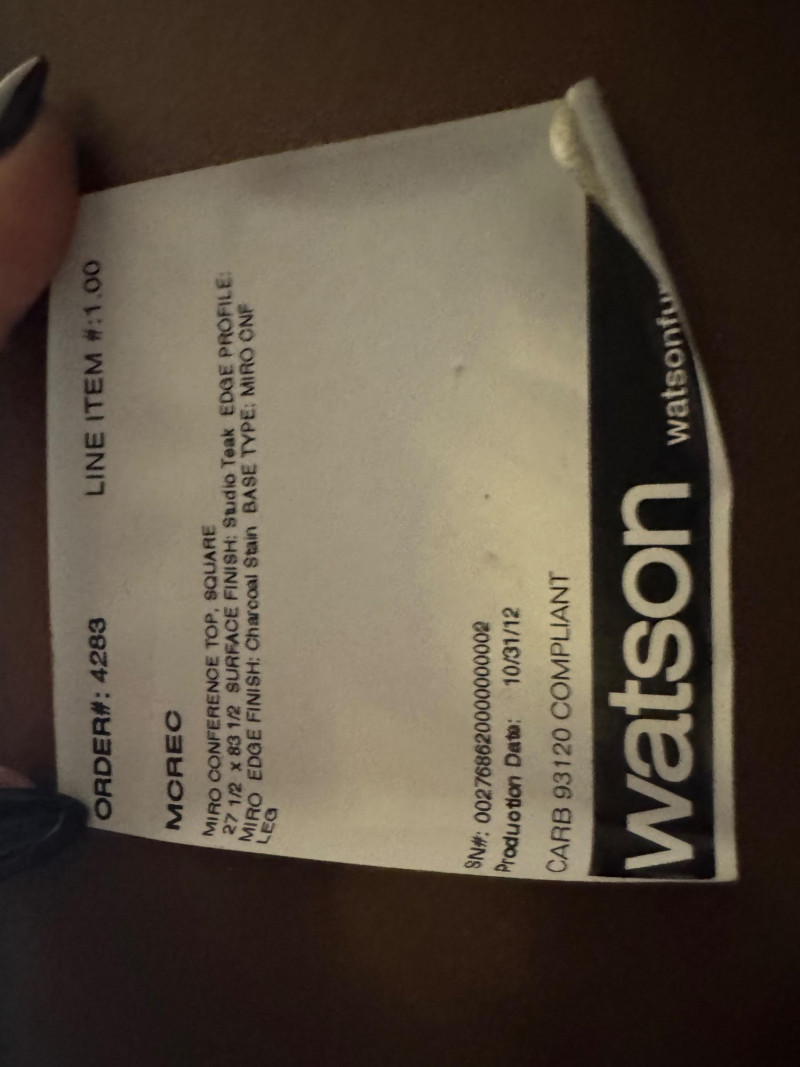 ORDER#: 4283 LINE ITEM #:1.00
MCREC
MIRO CONFERENCE TOP, SQUARE
27 1/2 x 83 1/2 SURFACE FINISH: Studio Teak EDGE PROFILE:
MIRO EDGE FINISH: Charcoal Stain BASE TYPE: MIRO CNF
LEG
SN#: 0027686200000000002
Production Date: 10/31/12
CARB 93120 COMPLIANT
watson watsonfu